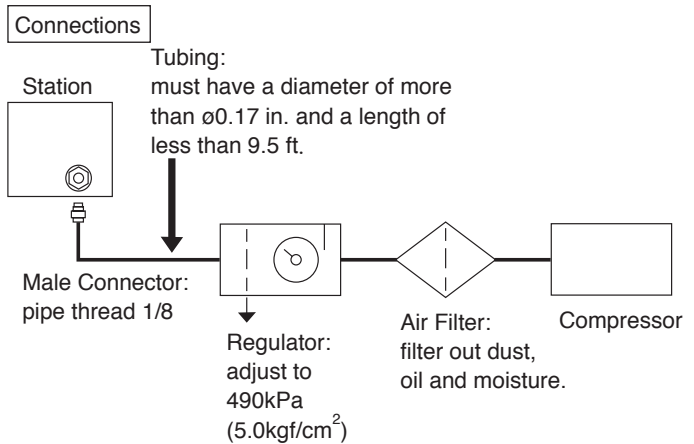 Connections
Tubing:
must have a diameter of more
than ø0.17 in. and a length of
less than 9.5 ft.
Station
Male Connector:
pipe thread 1/8
Regulator:
adjust to
490kPa
(5.0kgf/cm²)
Air Filter:
filter out dust,
oil and moisture.
Compressor